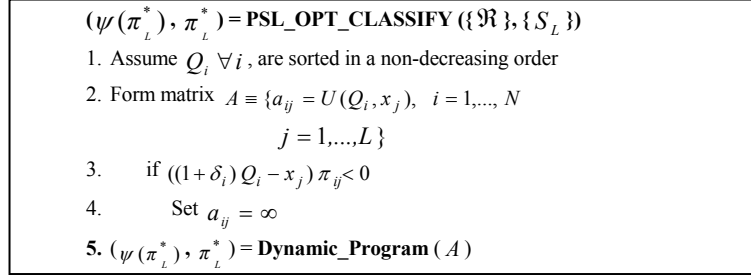 (ψ(π*_L), π*_L) = PSL_OPT_CLASSIFY ({ℜ},{S_L})
1. Assume Q_i ∀i, are sorted in a non-decreasing order
2. Form matrix A ≡ {a_ij = U(Q_i, x_j), i = 1,..., N
j = 1,...,L}
3. if ((1+δ_i)Q_i − x_j) π_ij< 0
4. Set a_ij = ∞
5. (ψ(π*_L), π*_L) = Dynamic_Program (A)